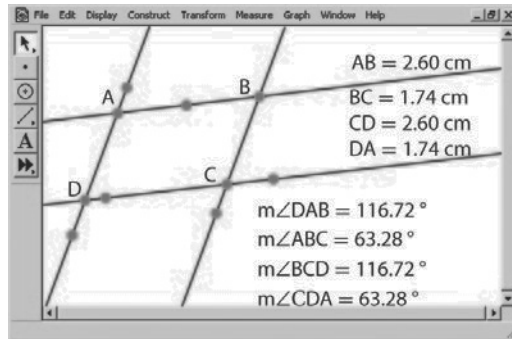 File Edit Display Construct Transform Measure Graph Window Help
A
AB = 2.60 cm
B
BC = 1.74 cm
CD = 2.60 cm
DA = 1.74 cm
A
D
C
m∠DAB = 116.72 °
m∠ABC = 63.28 °
m∠BCD = 116.72 °
m∠CDA = 63.28 °